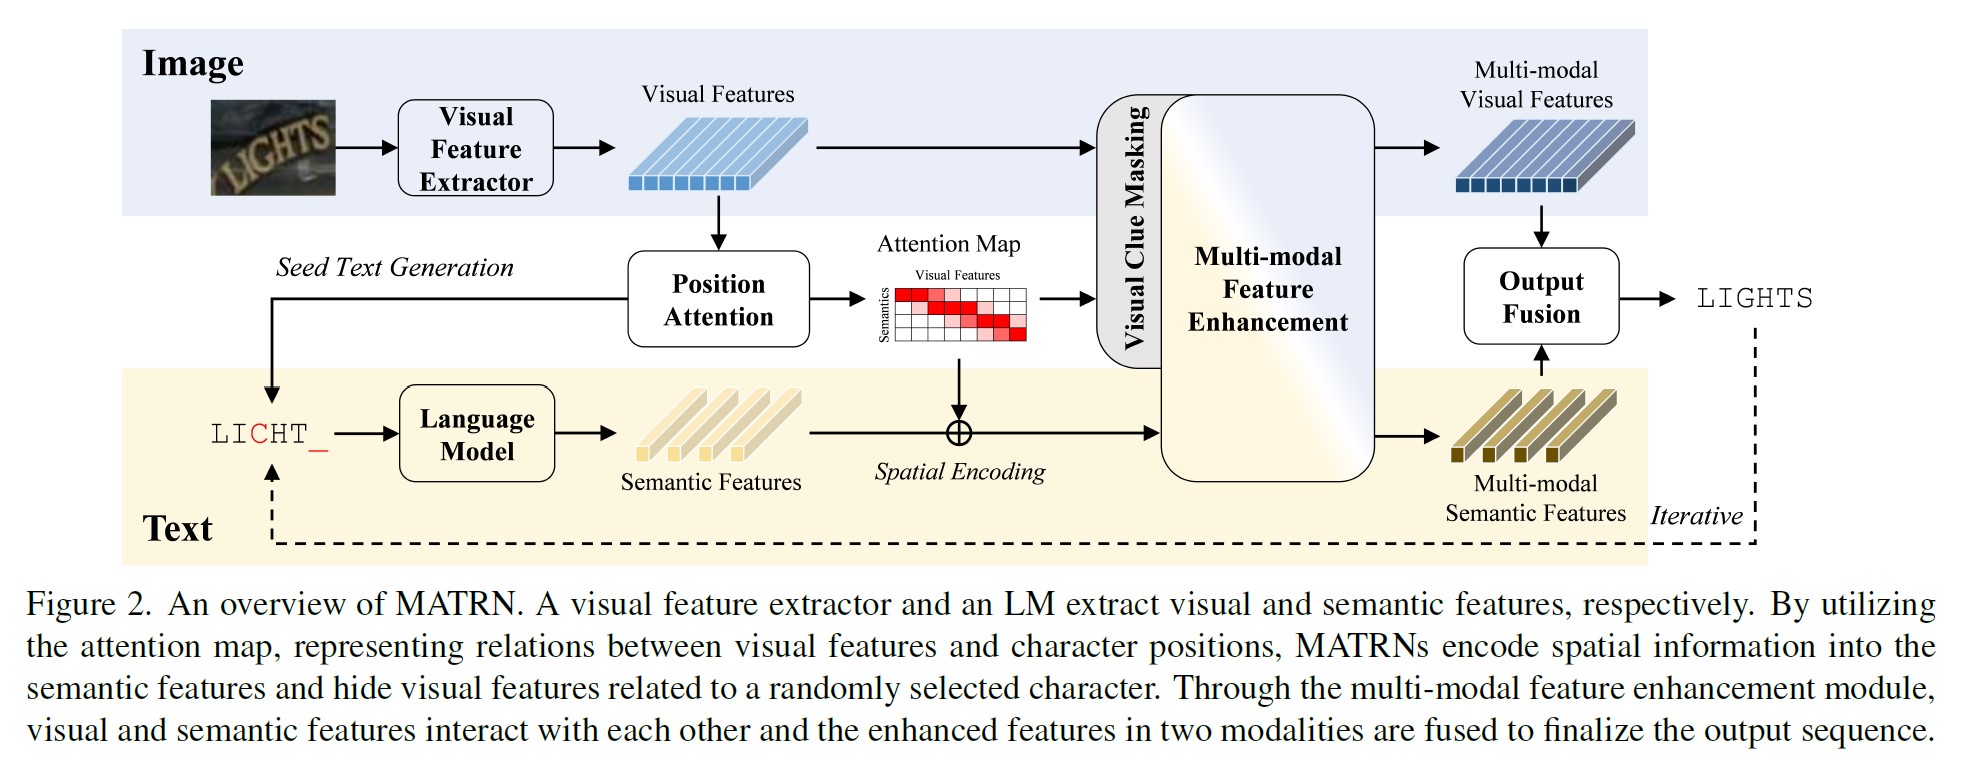 Image
LIGHTS
Visual
Feature
Extractor
Visual Features
Visual Clue Masking
Multi-modal
Visual Features
Seed Text Generation
Position
Attention
Attention Map
Visual Features
Semantics
Multi-modal
Feature
Enhancement
Output
Fusion
LIGHTS
LICHT_
Language
Model
Semantic Features
Spatial Encoding
Multi-modal
Semantic Features
Iterative
Text
Figure 2. An overview of MATRN. A visual feature extractor and an LM extract visual and semantic features, respectively. By utilizing
the attention map, representing relations between visual features and character positions, MATRNs encode spatial information into the
semantic features and hide visual features related to a randomly selected character. Through the multi-modal feature enhancement module,
visual and semantic features interact with each other and the enhanced features in two modalities are fused to finalize the output sequence.